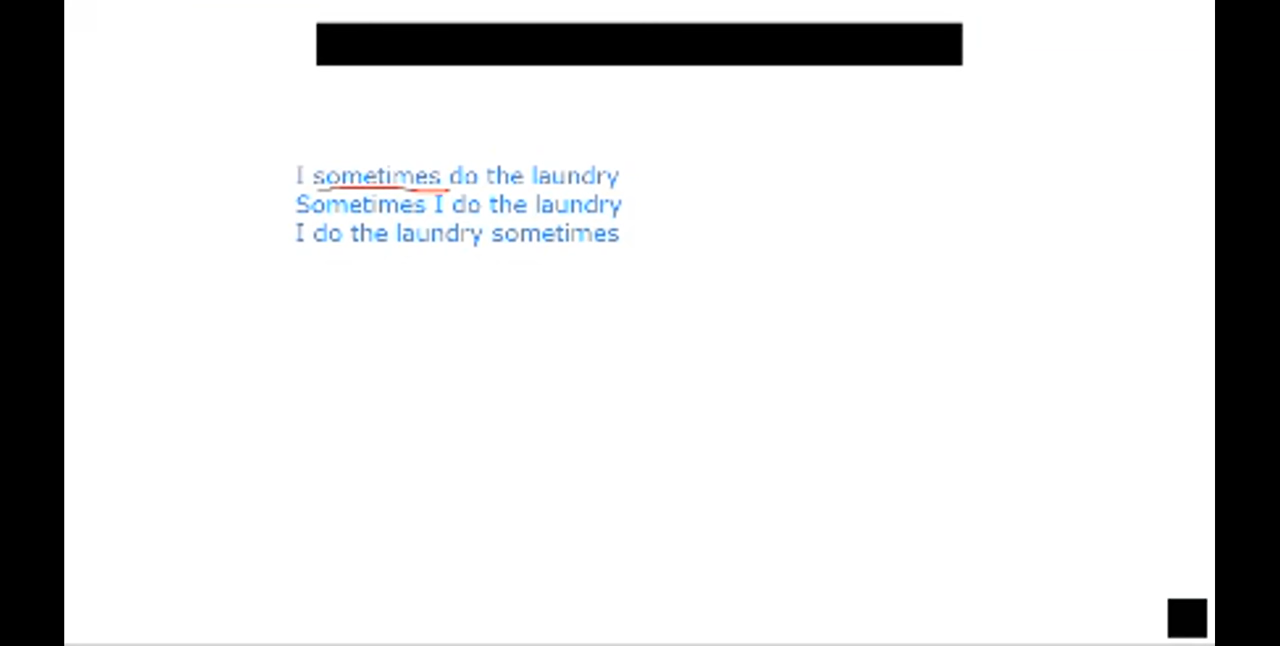 I sometimes do the laundry
Sometimes I do the laundry
I do the laundry sometimes